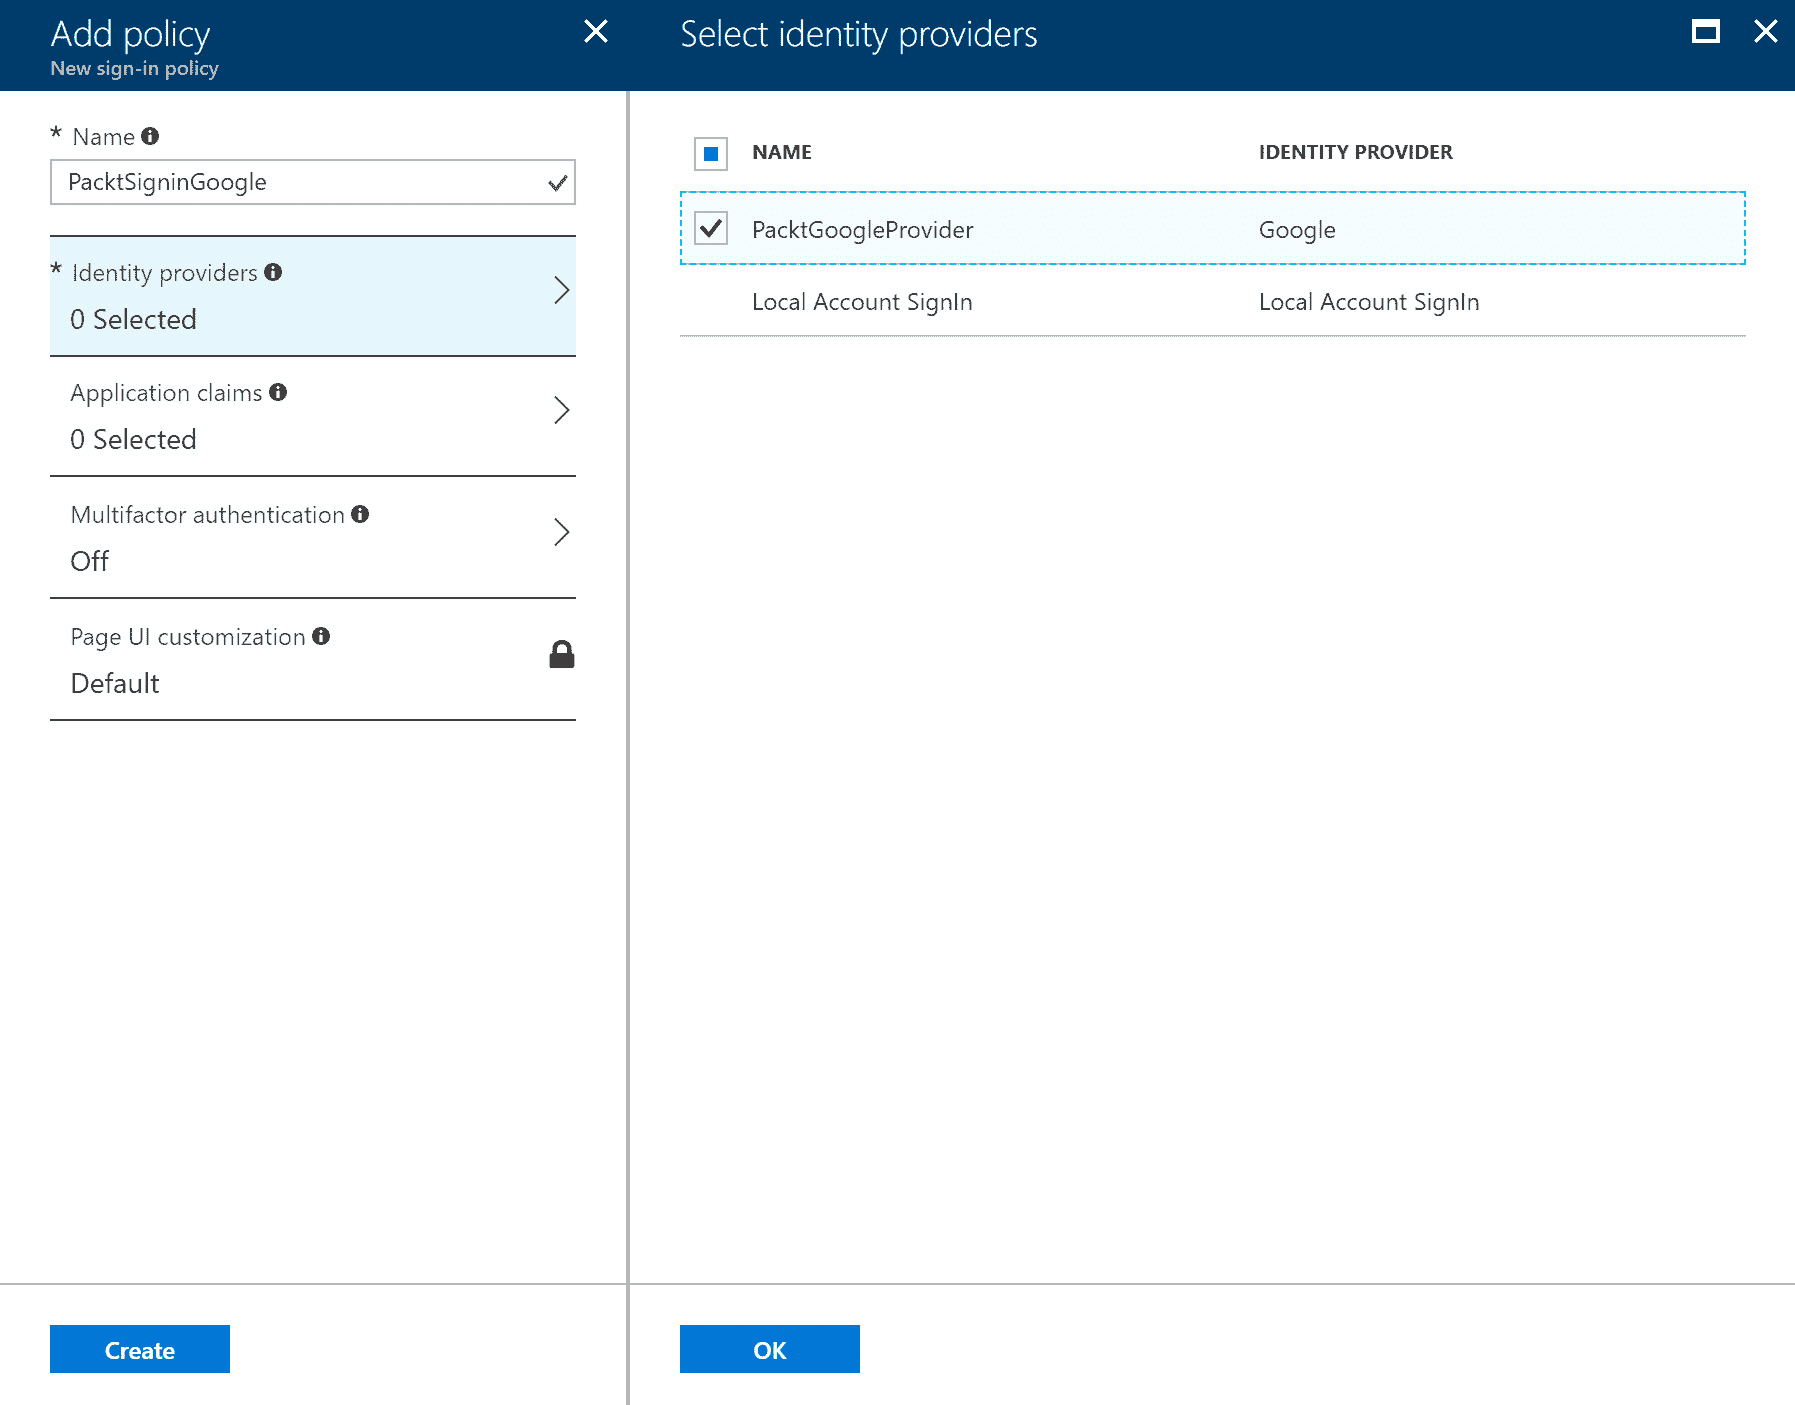 Add policy
New sign-in policy
* Name
PacktSigninGoogle
* Identity providers
0 Selected
Application claims
0 Selected
Multifactor authentication
Off
Page UI customization
Default
Create
Select identity providers
NAME IDENTITY PROVIDER
PacktGoogleProvider Google
Local Account SignIn Local Account SignIn
OK